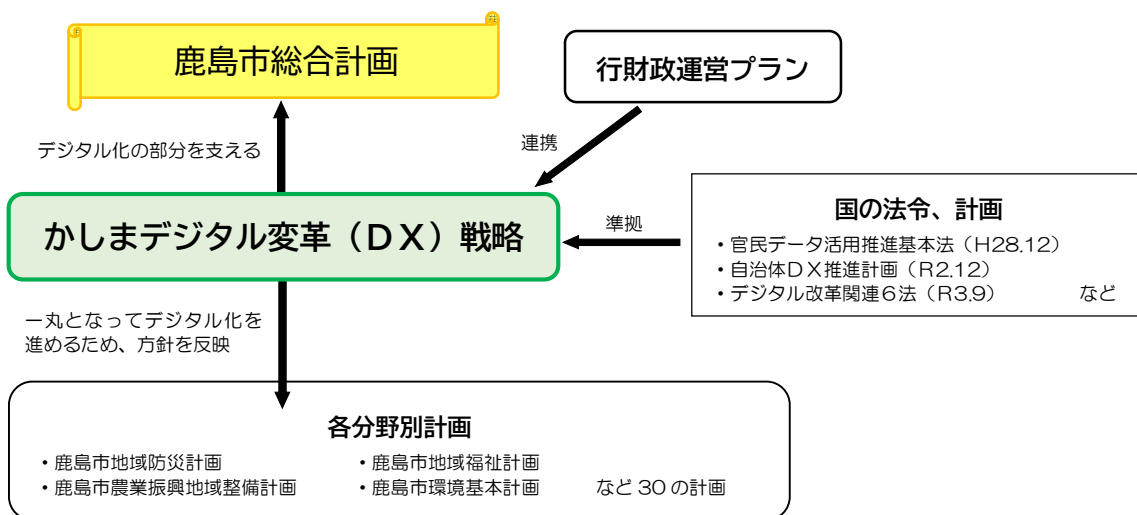 鹿島市総合計画
行財政運営プラン
デジタル化の部分を支える
連携
かしまデジタル変革（ＤＸ）戦略
準拠
国の法令、計画
・官民データ活用推進基本法（H28.12）
・自治体ＤＸ推進計画（R2.12）
・デジタル改革関連６法（R3.9） など
一丸となってデジタル化を
進めるため、方針を反映
各分野別計画
・鹿島市地域防災計画 ・鹿島市地域福祉計画
・鹿島市農業振興地域整備計画 ・鹿島市環境基本計画 など 30 の計画